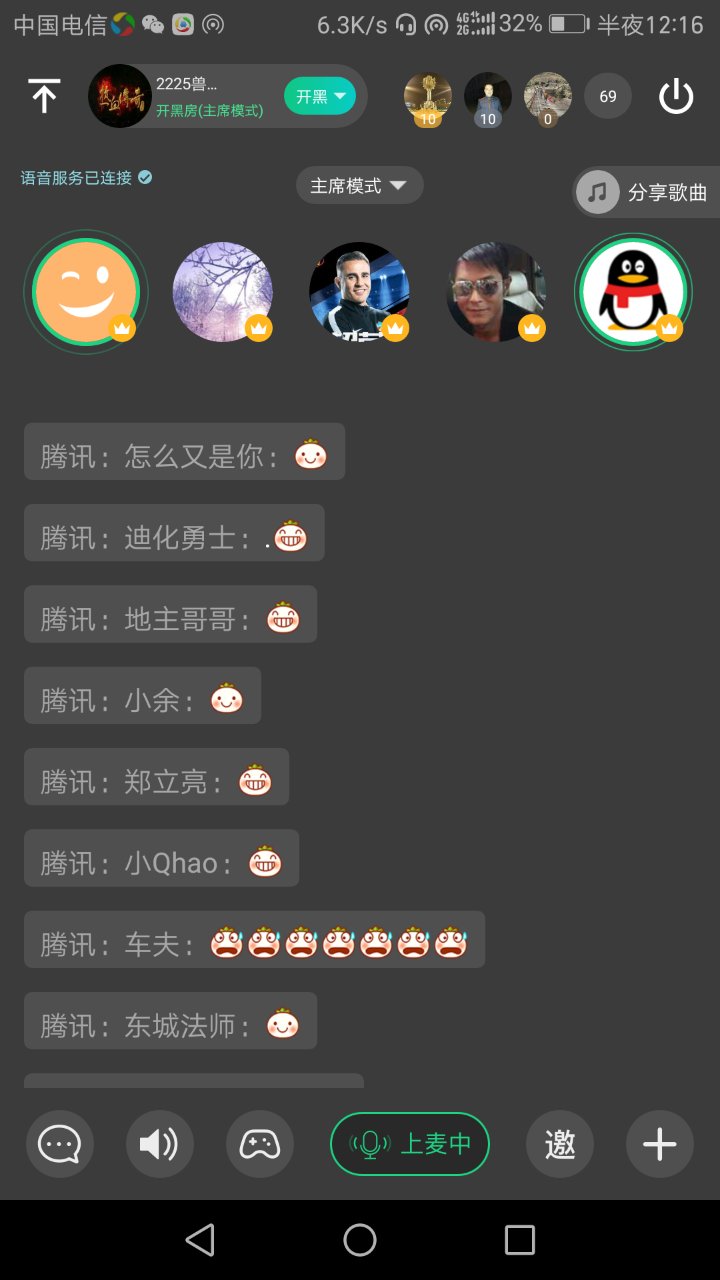 中国电信 6.3K/s 4G 2G 32% 半夜12:16
热血传奇 2225兽... 开黑 10 10 0 69
开黑房(主席模式)
语音服务已连接 主席模式 分享歌曲
腾讯: 怎么又是你:
腾讯: 迪化勇士: .
腾讯: 地主哥哥:
腾讯: 小余:
腾讯: 郑立亮:
腾讯: 小Qhao:
腾讯: 车夫:
腾讯: 东城法师:
上麦中 邀